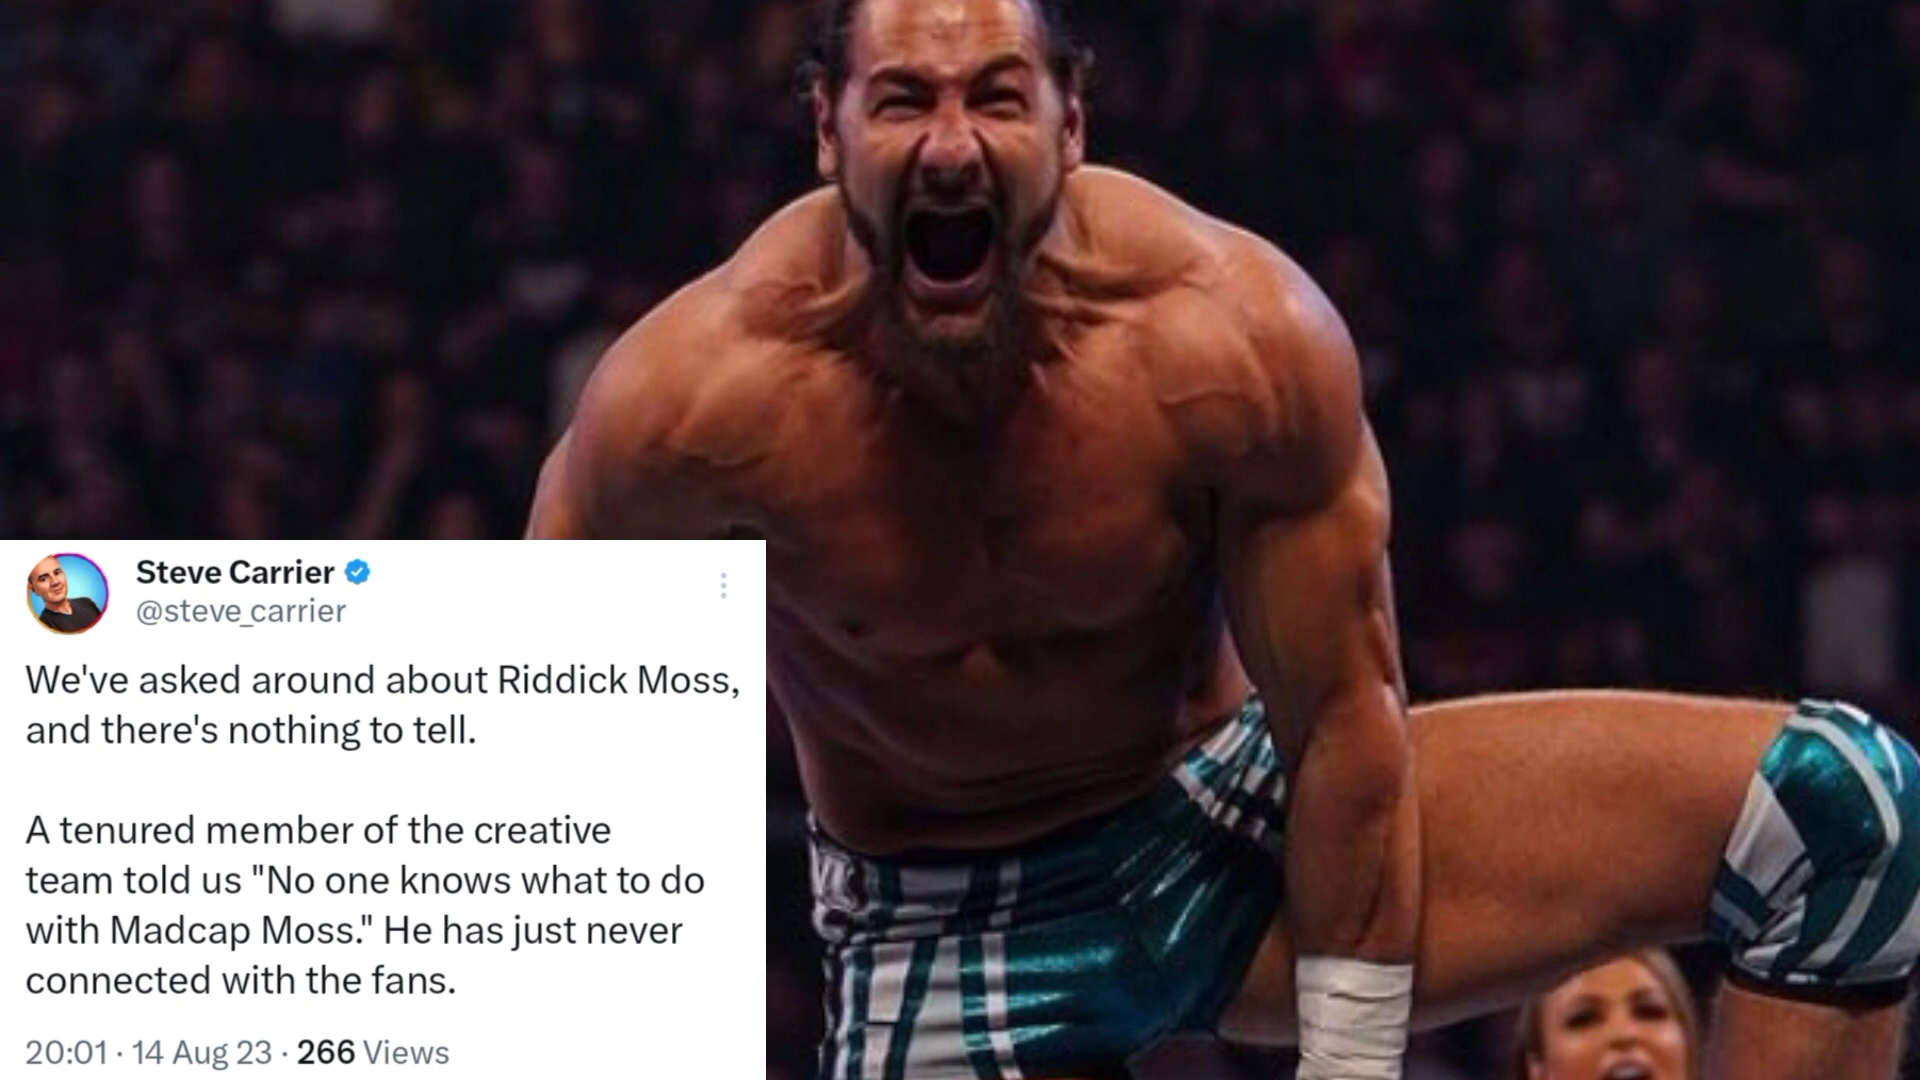 Steve Carrier
@steve_carrier
We've asked around about Riddick Moss,
and there's nothing to tell.
A tenured member of the creative
team told us "No one knows what to do
with Madcap Moss." He has just never
connected with the fans.
20:01 · 14 Aug 23 · 266 Views